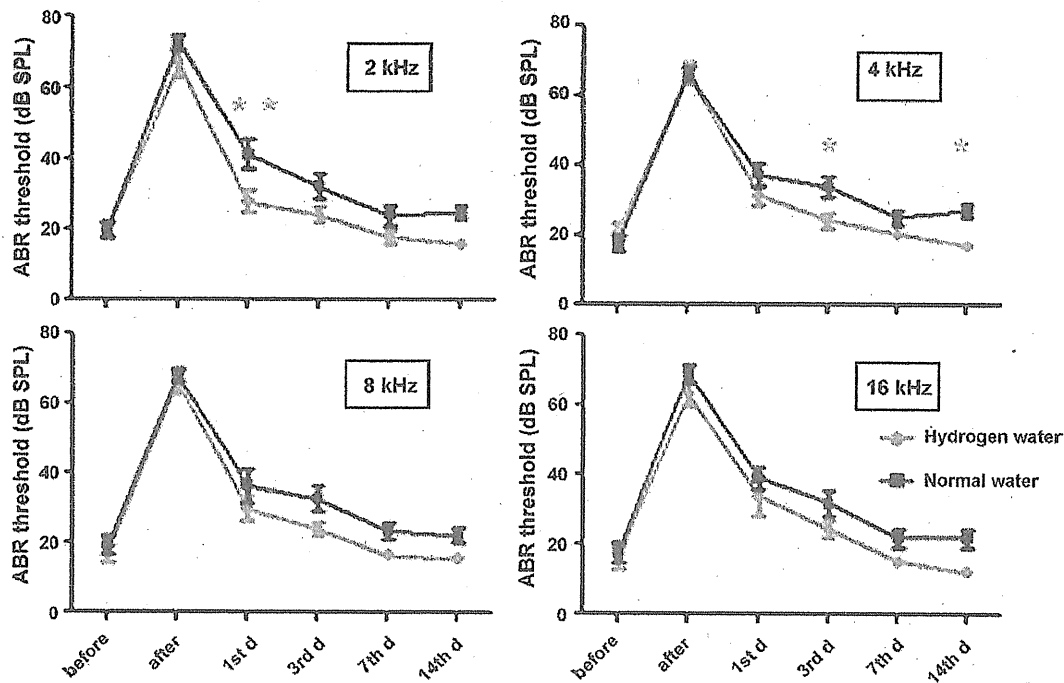 80
60
40
20
0
ABR threshold (dB SPL)
2 kHz
* *
80
60
40
20
0
ABR threshold (dB SPL)
4 kHz
*
*
80
60
40
20
0
ABR threshold (dB SPL)
8 kHz
before
after
1st d
3rd d
7th d
14th d
80
60
40
20
0
ABR threshold (dB SPL)
16 kHz
Hydrogen water
Normal water
before
after
1st d
3rd d
7th d
14th d